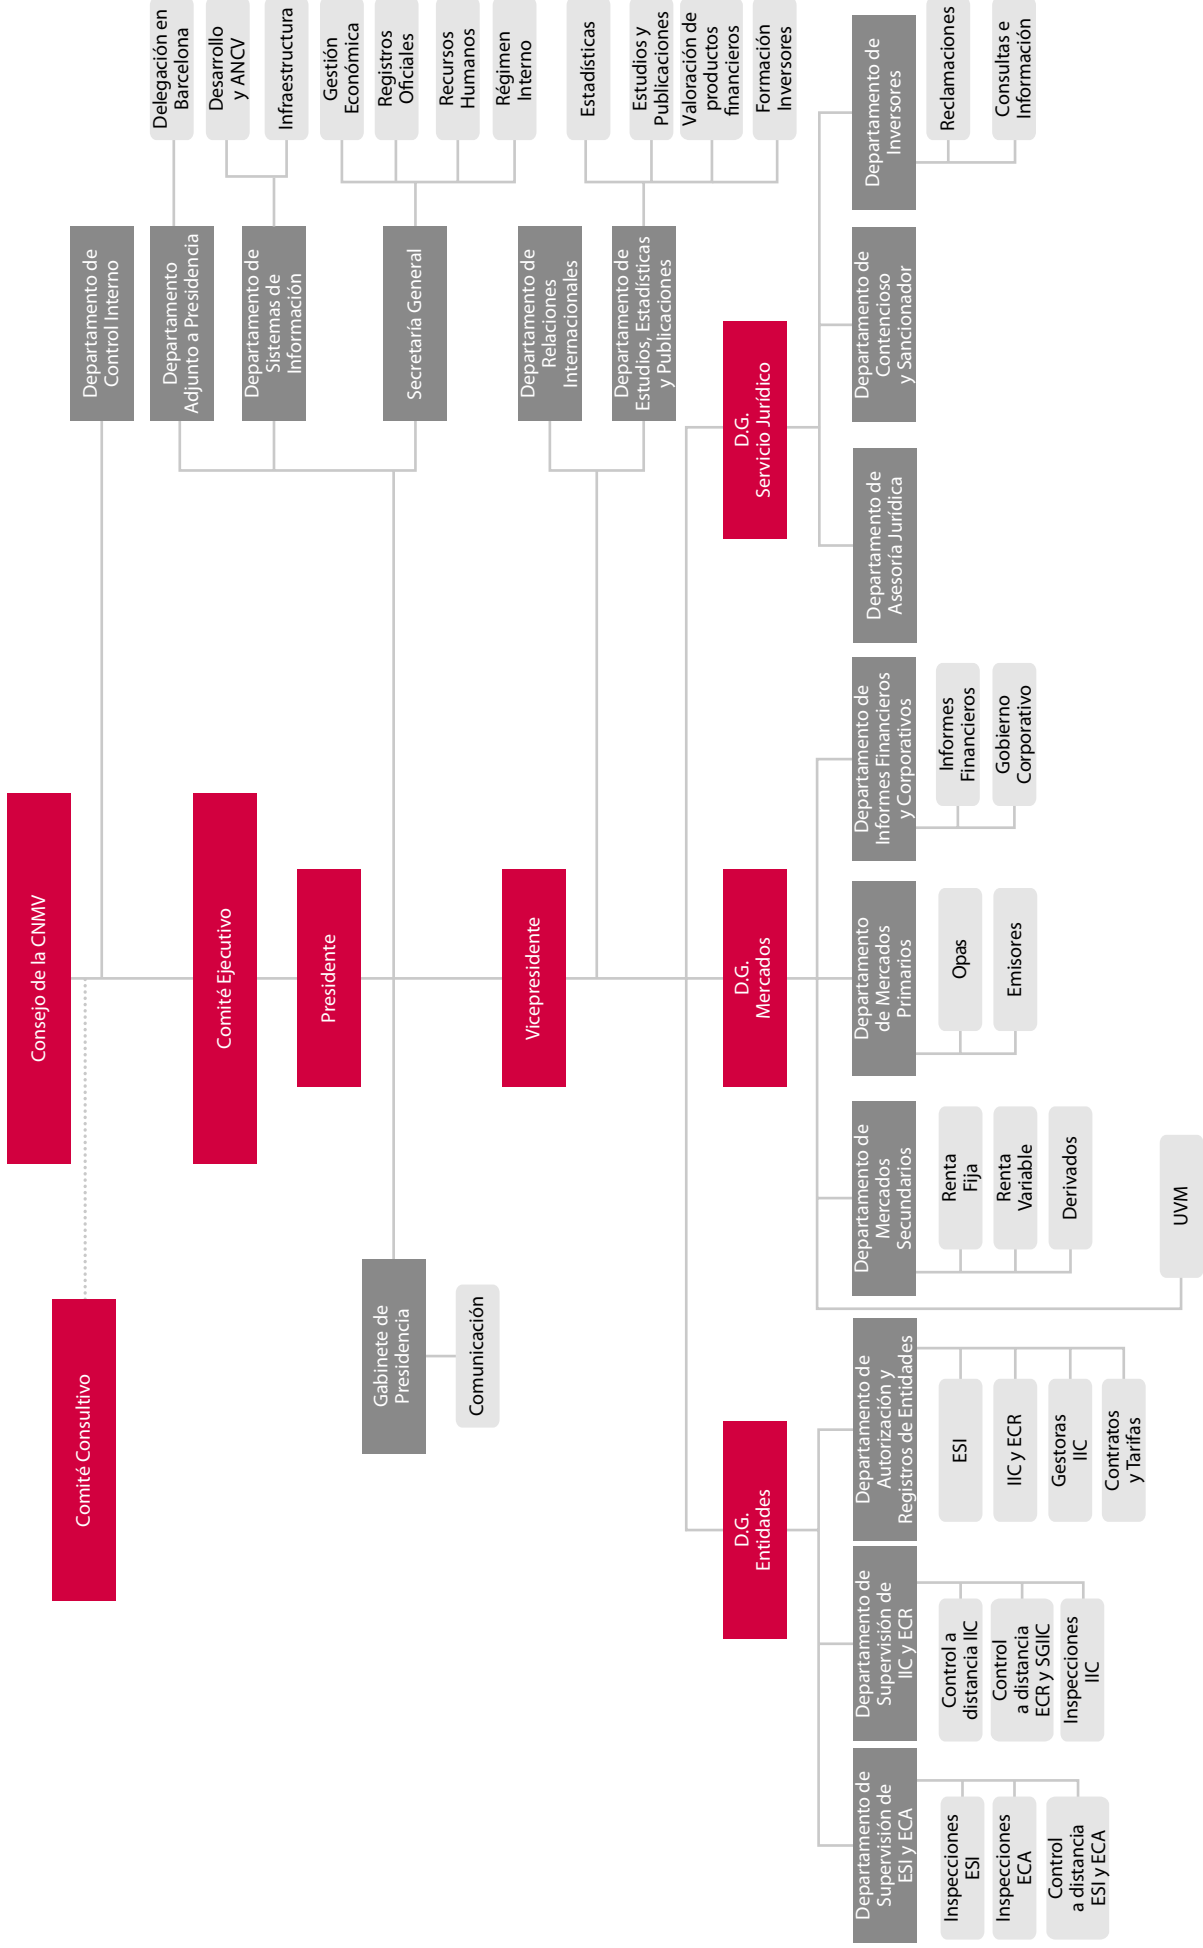 Consejo de la CNMV
Comité Consultivo
Departamento de
Control Interno
Comité Ejecutivo
Presidente
Departamento
Adjunto a Presidencia
Delegación en
Barcelona
Departamento de
Sistemas de
Información
Desarrollo
y ANCV
Infraestructura
Secretaría General
Gestión
Económica
Registros
Oficiales
Recursos
Humanos
Régimen
Interno
Gabinete de
Presidencia
Comunicación
Vicepresidente
Departamento de
Relaciones
Internacionales
Departamento de
Estudios, Estadísticas
y Publicaciones
Estadísticas
Estudios y
Publicaciones
Valoración de
productos
financieros
Formación
Inversores
D.G.
Entidades
D.G.
Mercados
D.G.
Servicio Jurídico
Departamento de
Supervisión de
ESI y ECA
Inspecciones
ESI
Inspecciones
ECA
Control
a distancia
ESI y ECA
Departamento de
Supervisión de
IIC y ECR
Control a
distancia IIC
Control
a distancia
ECR y SGIIC
Inspecciones
IIC
Departamento de
Autorización y
Registros de Entidades
ESI
IIC y ECR
Gestoras
IIC
Contratos
y Tarifas
Departamento de
Mercados
Secundarios
Renta
Fija
Renta
Variable
Derivados
UVM
Departamento
de Mercados
Primarios
Opas
Emisores
Departamento de
Informes Financieros
y Corporativos
Informes
Financieros
Gobierno
Corporativo
Departamento de
Asesoría Jurídica
Departamento de
Contencioso
y Sancionador
Departamento de
Inversores
Reclamaciones
Consultas e
Información